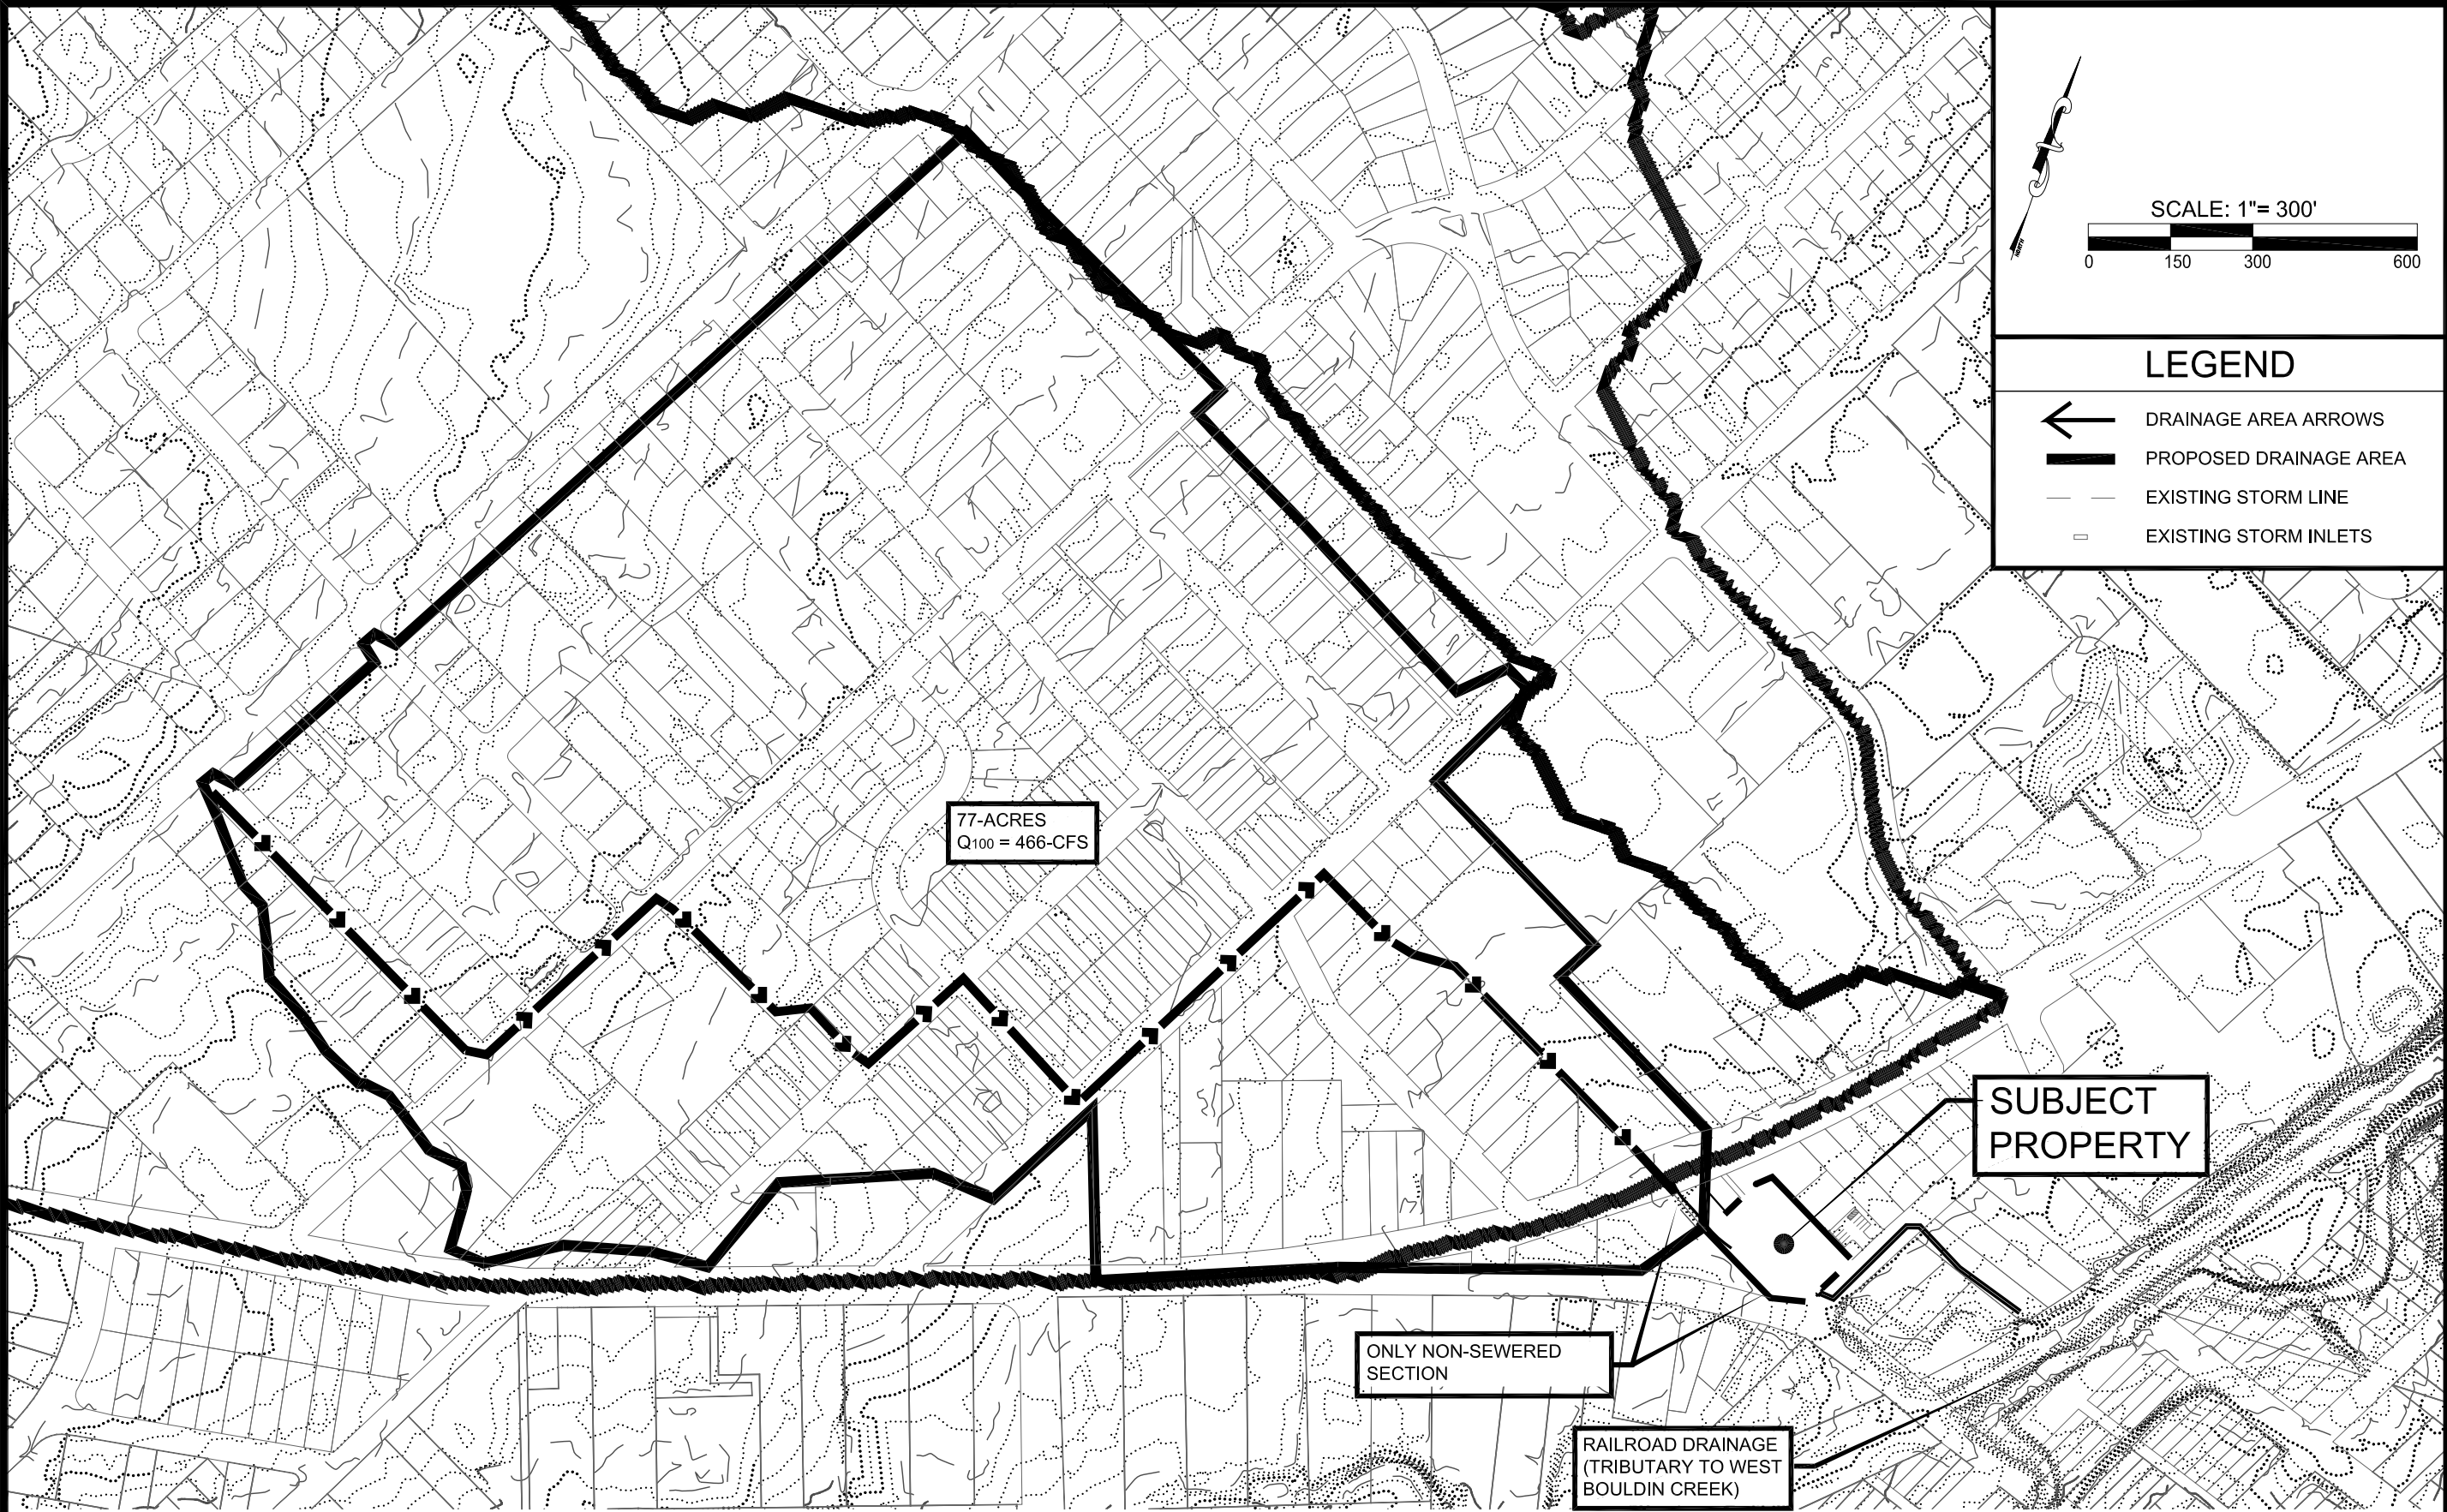 SCALE: 1"= 300'
0 150 300 600
LEGEND
DRAINAGE AREA ARROWS
PROPOSED DRAINAGE AREA
EXISTING STORM LINE
EXISTING STORM INLETS
77-ACRES
Q100 = 466-CFS
SUBJECT
PROPERTY
ONLY NON-SEWERED
SECTION
RAILROAD DRAINAGE
(TRIBUTARY TO WEST
BOULDIN CREEK)